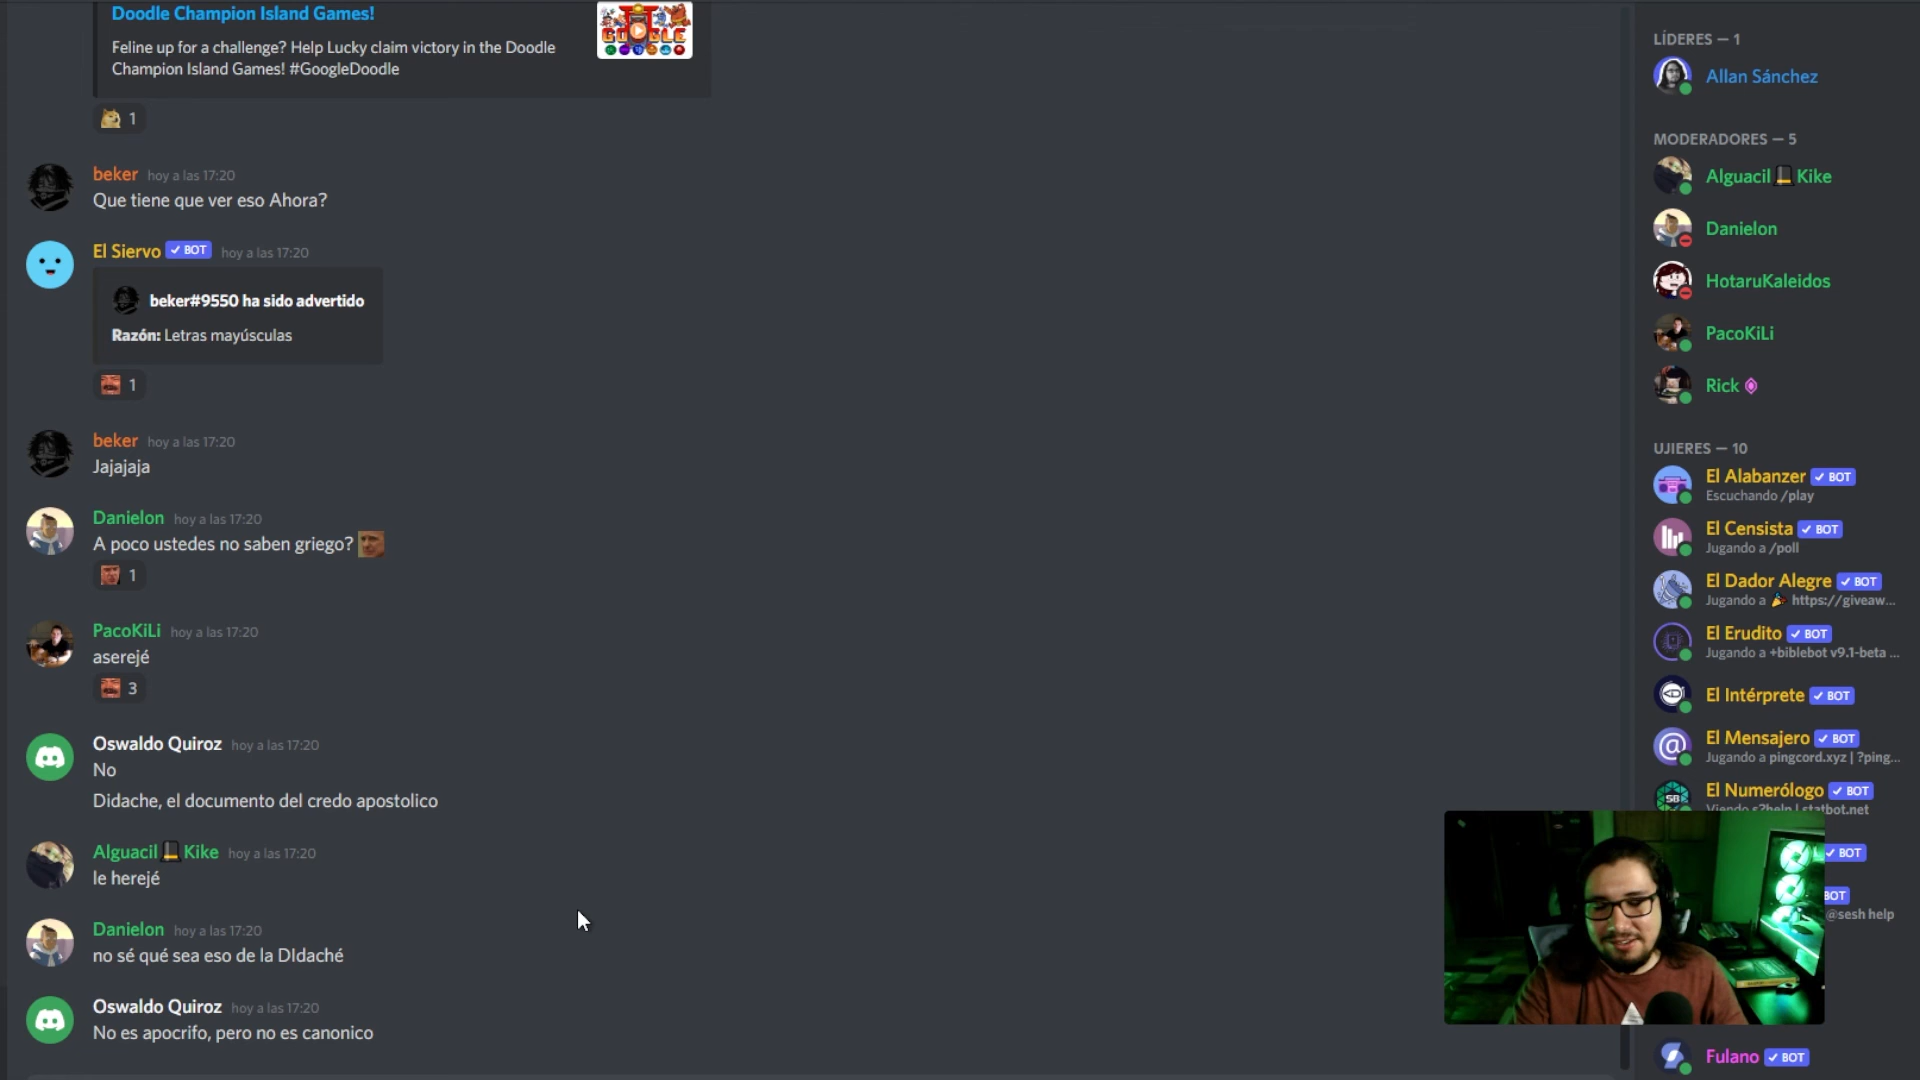 Doodle Champion Island Games!
Feline up for a challenge? Help Lucky claim victory in the Doodle
Champion Island Games! #GoogleDoodle
1
beker hoy a las 17:20
Que tiene que ver eso Ahora?
El Siervo BOT hoy a las 17:20
beker#9550 ha sido advertido
Razón: Letras mayúsculas
1
beker hoy a las 17:20
Jajajaja
Danielon hoy a las 17:20
A poco ustedes no saben griego?
1
PacoKiLi hoy a las 17:20
aserejé
3
Oswaldo Quiroz hoy a las 17:20
No
Didache, el documento del credo apostolico
Alguacil Kike hoy a las 17:20
le herejé
Danielon hoy a las 17:20
no sé qué sea eso de la DIdaché
Oswaldo Quiroz hoy a las 17:20
No es apocrifo, pero no es canonico
LÍDERES — 1
Allan Sánchez
MODERADORES — 5
Alguacil Kike
Danielon
HotaruKaleidos
PacoKiLi
Rick
UJIERES — 10
El Alabanzer BOT
Escuchando /play
El Censista BOT
Jugando a /poll
El Dador Alegre BOT
Jugando a https://giveaw...
El Erudito BOT
Jugando a +biblebot v9.1-beta ...
El Intérprete BOT
El Mensajero BOT
Jugando a pingcord.xyz | ?ping...
El Numerólogo BOT
Viendo s?help | statbot.net
BOT
BOT
@sesh help
Fulano BOT